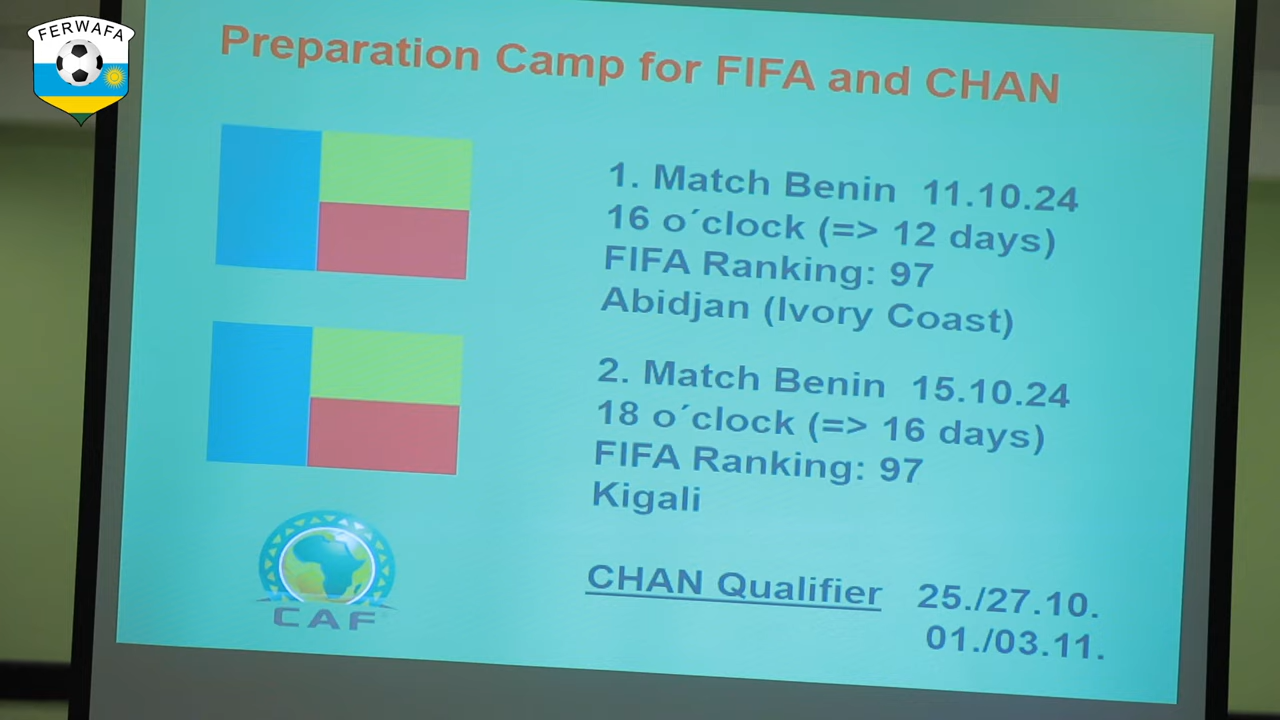 FERWAFA
Preparation Camp for FIFA and CHAN
1. Match Benin 11.10.24
16 o´clock (=> 12 days)
FIFA Ranking: 97
Abidjan (Ivory Coast)
2. Match Benin 15.10.24
18 o´clock (=> 16 days)
FIFA Ranking: 97
Kigali
CHAN Qualifier 25./27.10.
01./03.11.
CAF